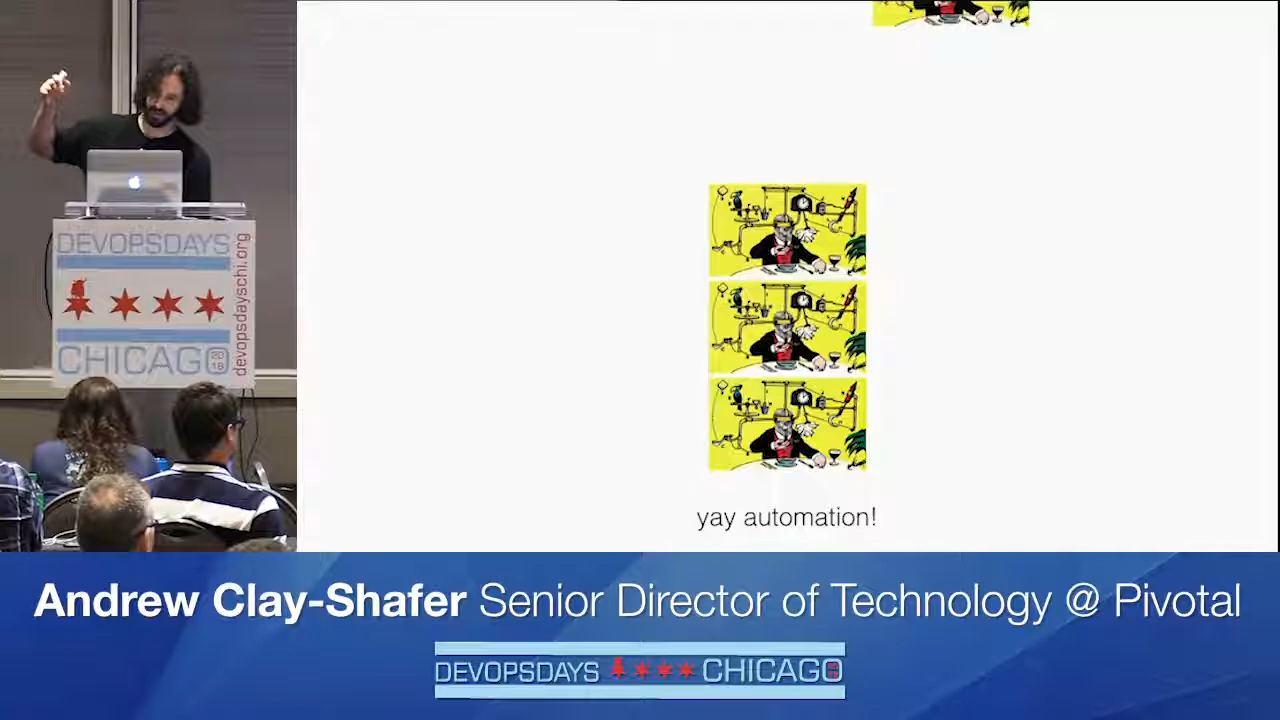 DEVOPSDAYS
CHICAGO
2018
devopsdayschi.org
yay automation!
Andrew Clay-Shafer Senior Director of Technology @ Pivotal
DEVOPSDAYS CHICAGO